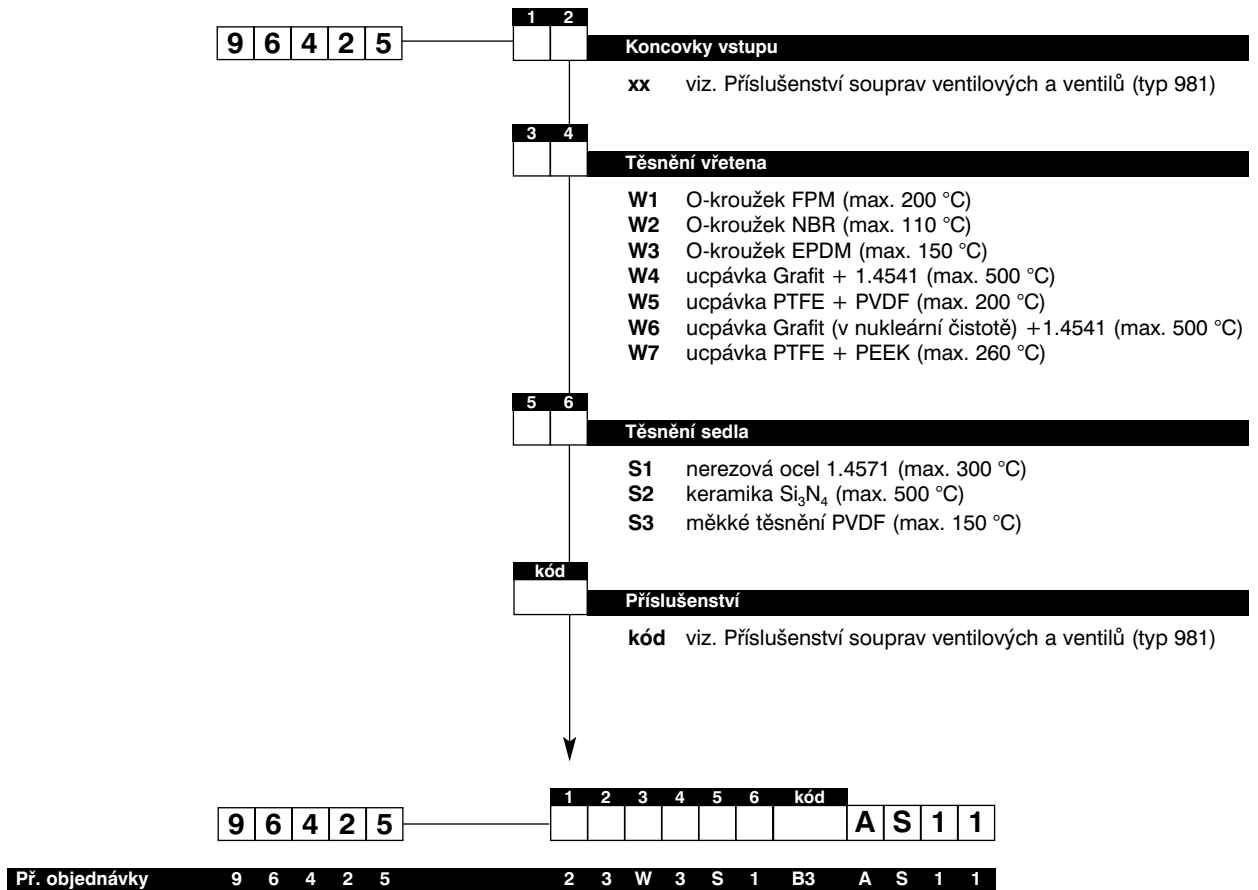 1 2
9 6 4 2 5
Koncovky vstupu
xx viz. Příslušenství souprav ventilových a ventilů (typ 981)
3 4
Těsnění vřetena
W1 O-kroužek FPM (max. 200 °C)
W2 O-kroužek NBR (max. 110 °C)
W3 O-kroužek EPDM (max. 150 °C)
W4 ucpávka Grafit + 1.4541 (max. 500 °C)
W5 ucpávka PTFE + PVDF (max. 200 °C)
W6 ucpávka Grafit (v nukleární čistotě) +1.4541 (max. 500 °C)
W7 ucpávka PTFE + PEEK (max. 260 °C)
5 6
Těsnění sedla
S1 nerezová ocel 1.4571 (max. 300 °C)
S2 keramika Si₃N₄ (max. 500 °C)
S3 měkké těsnění PVDF (max. 150 °C)
kód
Příslušenství
kód viz. Příslušenství souprav ventilových a ventilů (typ 981)
1 2 3 4 5 6 kód
9 6 4 2 5 A S 1 1
Př. objednávky 9 6 4 2 5 2 3 W 3 S 1 B3 A S 1 1